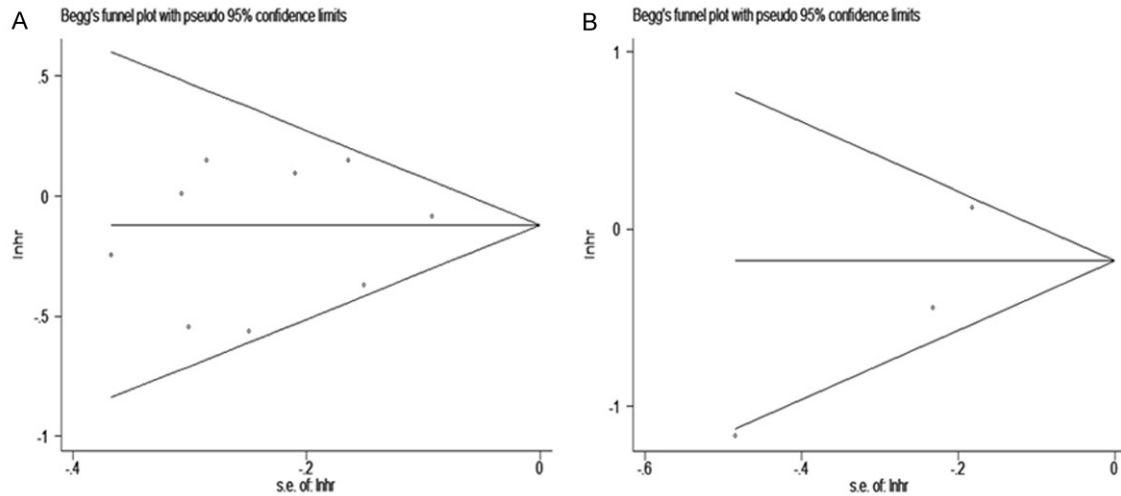 A
Begg's funnel plot with pseudo 95% confidence limits
.5
0
-.5
-1
lnhr
-.4
-.2
0
s.e. of: lnhr
B
Begg's funnel plot with pseudo 95% confidence limits
1
0
-1
lnhr
-.6
-.4
-.2
0
s.e. of: lnhr